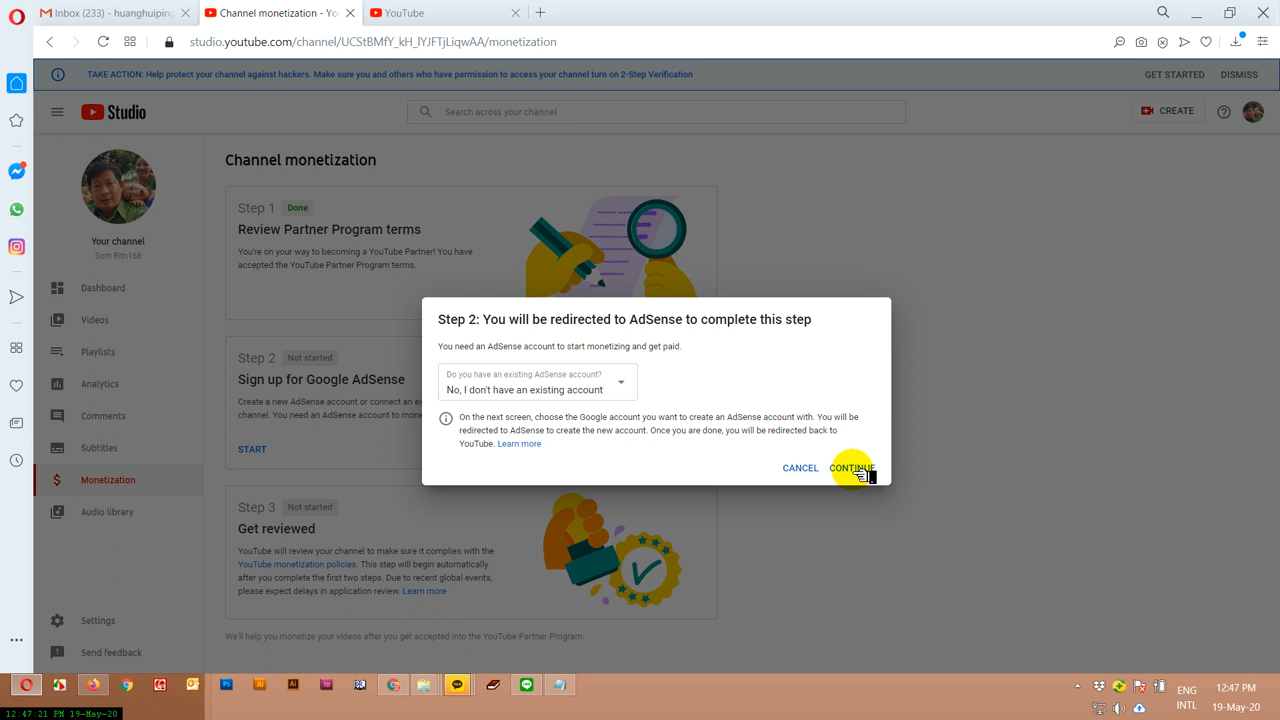 Inbox (233) - huanghuiping
Channel monetization - Yo
YouTube
studio.youtube.com/channel/UCStBMfY_kH_lYJFTjLiqwAA/monetization
TAKE ACTION: Help protect your channel against hackers. Make sure you and others who have permission to access your channel turn on 2-Step Verification
GET STARTED
DISMISS
Studio
Search across your channel
CREATE
Your channel
Som Rith168
Dashboard
Videos
Playlists
Analytics
Comments
Subtitles
Monetization
Audio library
Settings
Send feedback
Channel monetization
Step 1 Done
Review Partner Program terms
You're on your way to becoming a YouTube Partner! You have
accepted the YouTube Partner Program terms.
Step 2 Not started
Sign up for Google AdSense
Create a new AdSense account or connect an ex
channel. You need an AdSense account to mone
START
Step 2: You will be redirected to AdSense to complete this step
You need an AdSense account to start monetizing and get paid.
Do you have an existing AdSense account?
No, I don't have an existing account
On the next screen, choose the Google account you want to create an AdSense account with. You will be
redirected to AdSense to create the new account. Once you are done, you will be redirected back to
YouTube. Learn more
CANCEL
CONTINUE
Step 3 Not started
Get reviewed
YouTube will review your channel to make sure it complies with the
YouTube monetization policies. This step will begin automatically
after you complete the first two steps. Due to recent global events,
please expect delays in application review. Learn more
We'll help you monetize your videos after you get accepted into the YouTube Partner Program.
ENG
INTL
12:47 PM
19-May-20
12:47:21 PM 19-May-20